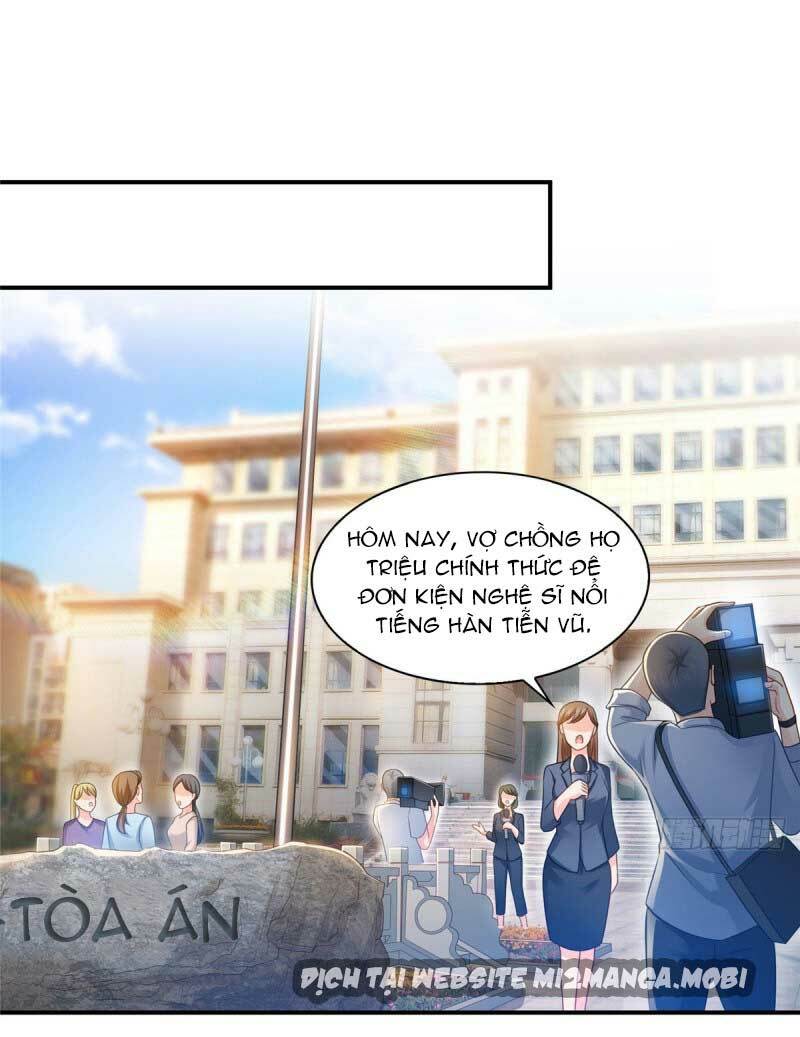 HÔM NAY, VỢ CHỒNG HỌ
TRIỆU CHÍNH THỨC ĐỆ
ĐƠN KIỆN NGHỆ SĨ NỔI
TIẾNG HÀN TIỄN VŨ.
TÒA ÁN
DỊCH TẠI WEBSITE MI2MANGA.MOBI